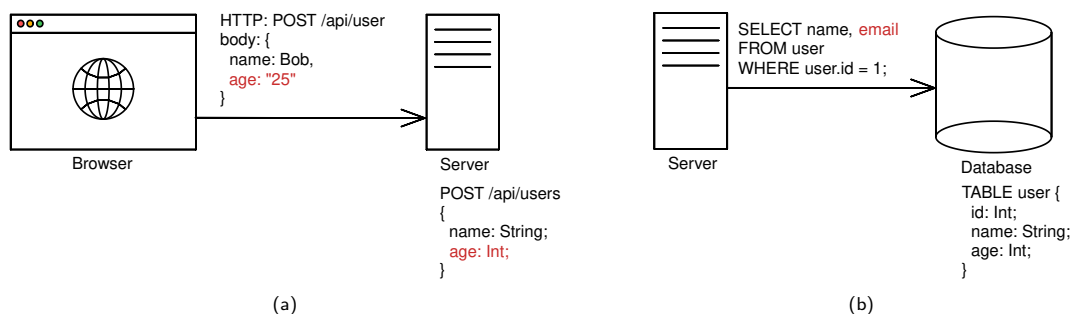 HTTP: POST /api/user
body: {
name: Bob,
age: "25"
}
Browser
Server
POST /api/users
{
name: String;
age: Int;
}
(a)
SELECT name, email
FROM user
WHERE user.id = 1;
Server
Database
TABLE user {
id: Int;
name: String;
age: Int;
}
(b)